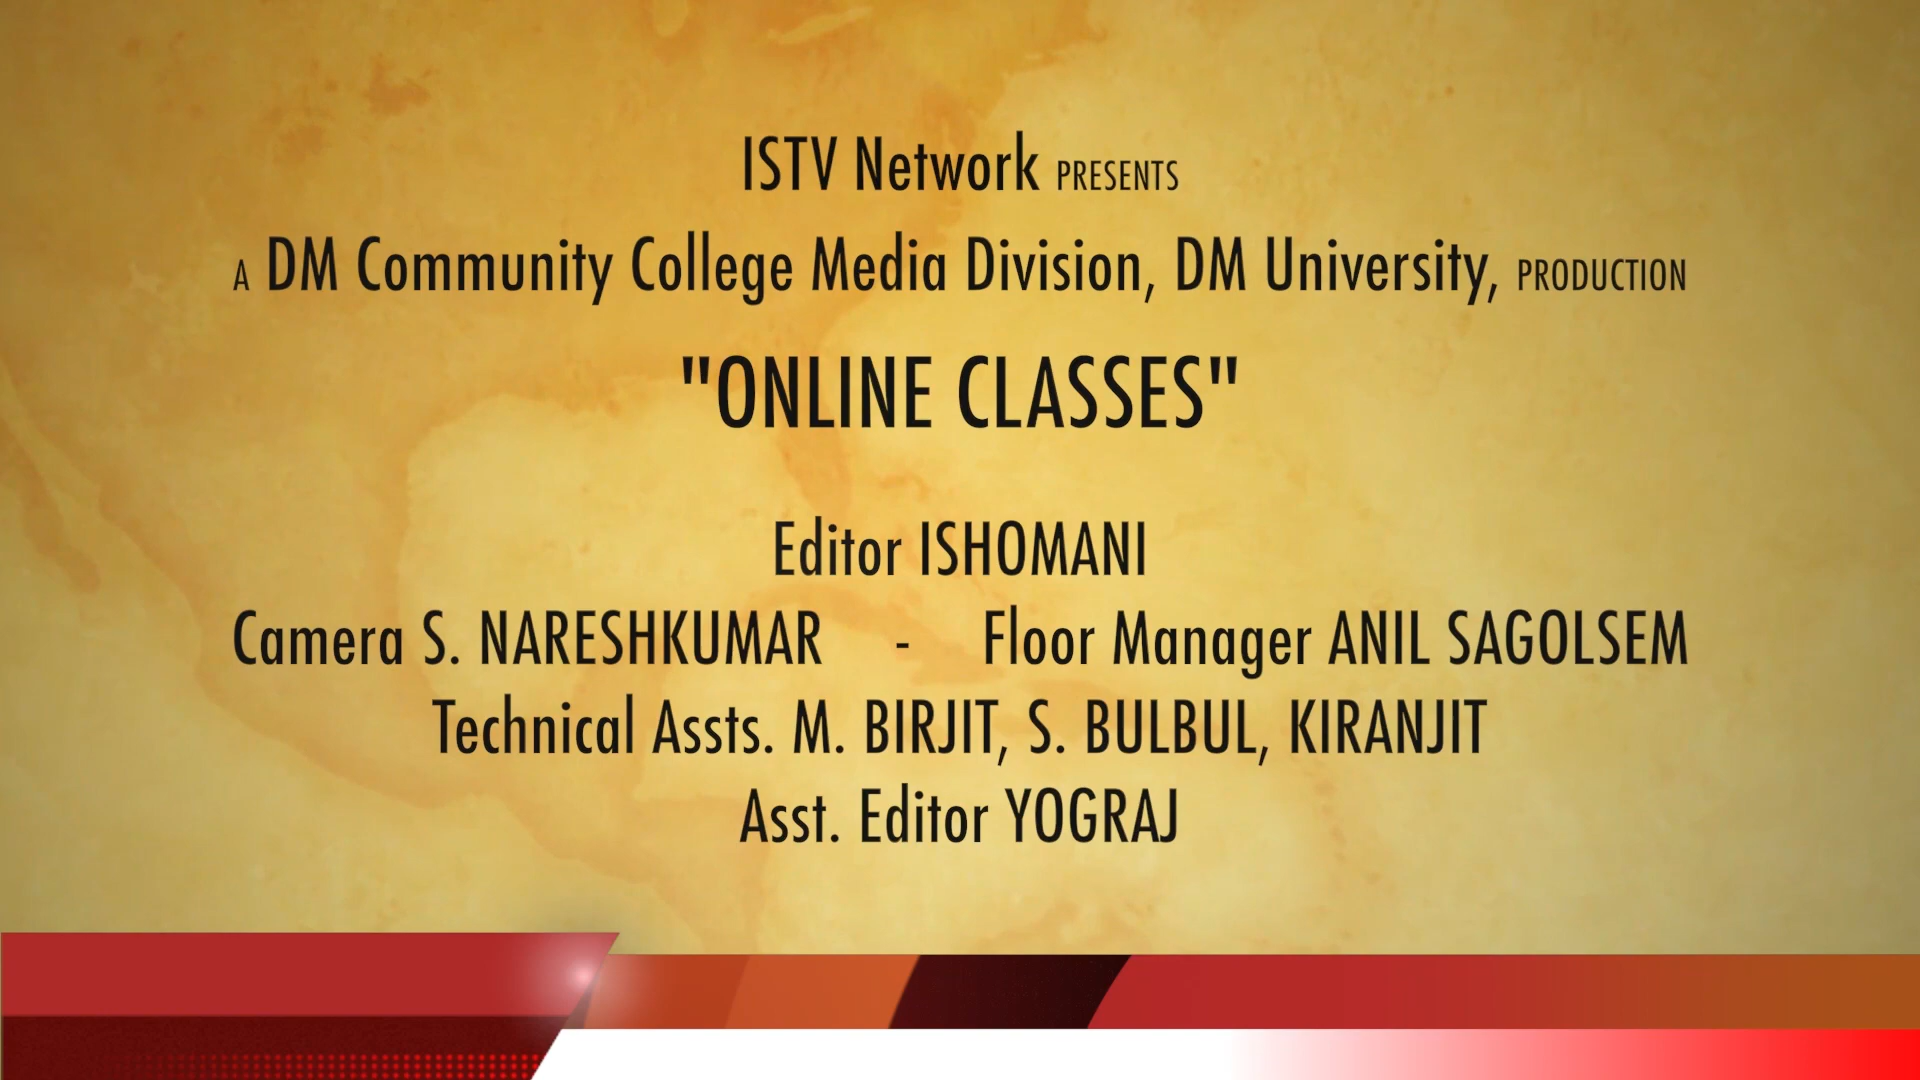 ISTV Network PRESENTS
A DM Community College Media Division, DM University, PRODUCTION
"ONLINE CLASSES"
Editor ISHOMANI
Camera S. NARESHKUMAR - Floor Manager ANIL SAGOLSEM
Technical Assts. M. BIRJIT, S. BULBUL, KIRANJIT
Asst. Editor YOGRAJ